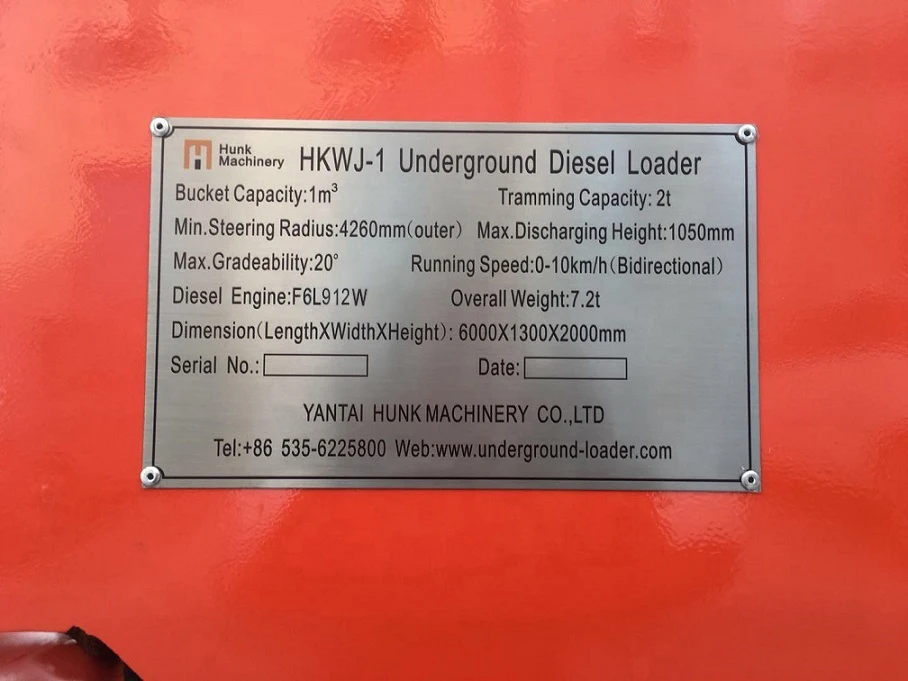 Hunk Machinery HKWJ-1 Underground Diesel Loader
Bucket Capacity:1m³ Tramming Capacity: 2t
Min.Steering Radius:4260mm(outer) Max.Discharging Height:1050mm
Max.Gradeability:20° Running Speed:0-10km/h(Bidirectional)
Diesel Engine:F6L912W Overall Weight:7.2t
Dimension(LengthXWidthXHeight): 6000X1300X2000mm
Serial No.: Date:
YANTAI HUNK MACHINERY CO.,LTD
Tel:+86 535-6225800 Web:www.underground-loader.com